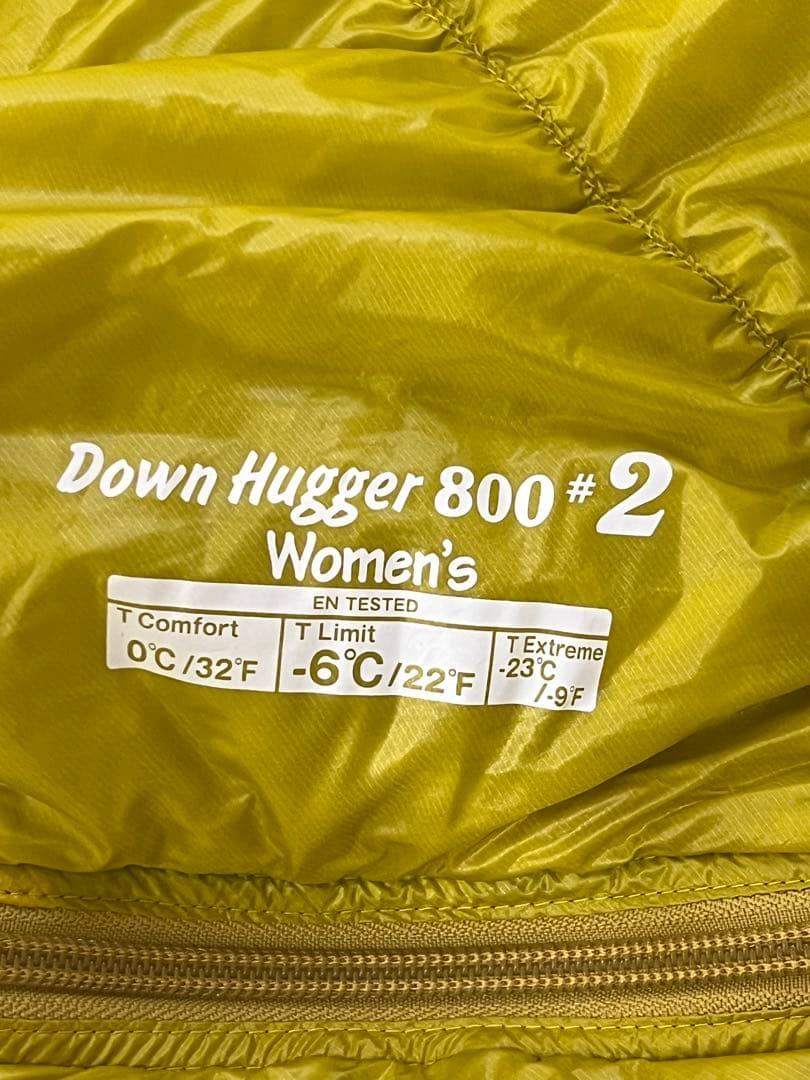 Down Hugger 800 #2
Women's
EN TESTED
T Comfort
0℃/32°F
T Limit
-6℃/22°F
T Extreme
-23℃
/-9°F